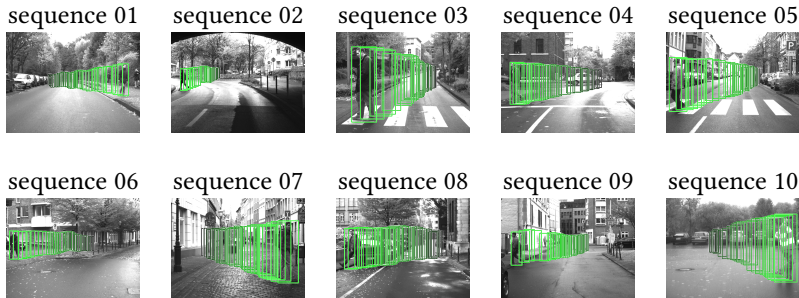 sequence 01
sequence 02
sequence 03
sequence 04
sequence 05
P
sequence 06
sequence 07
sequence 08
sequence 09
sequence 10